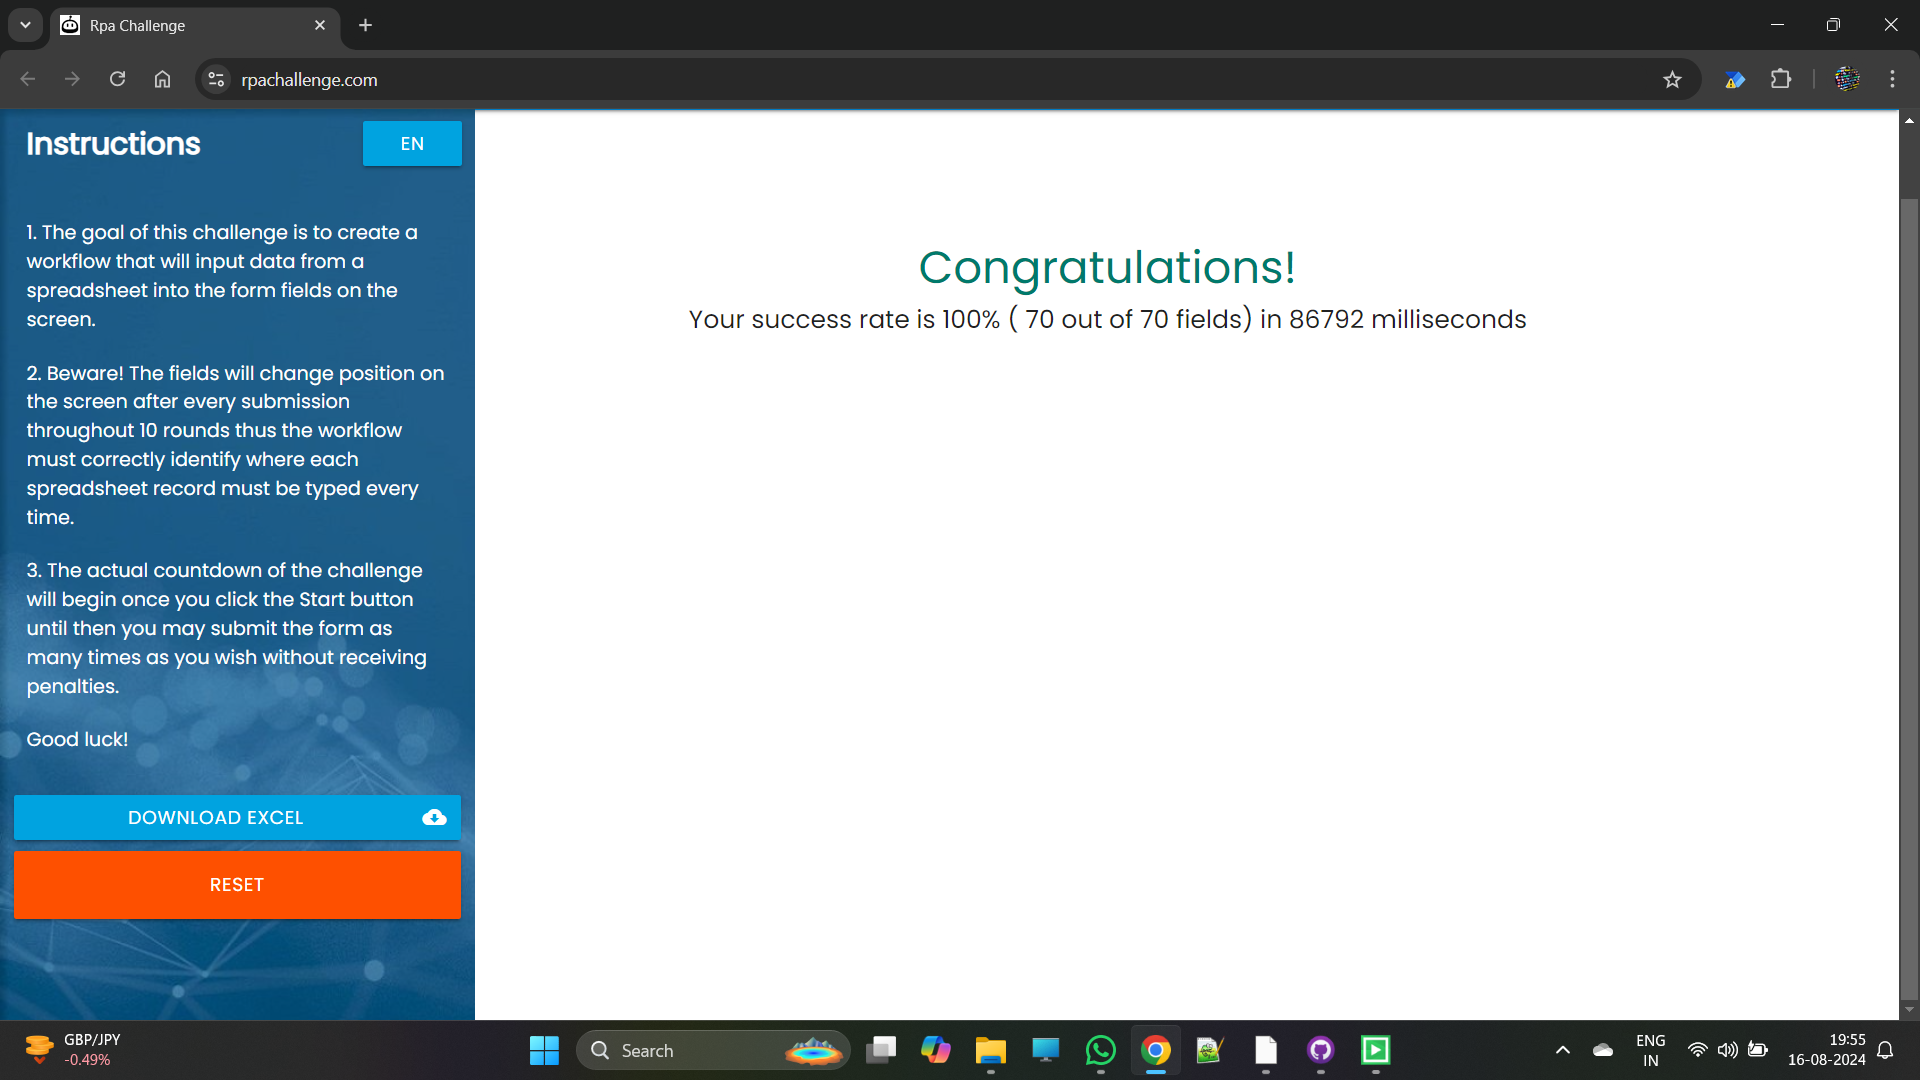 Rpa Challenge
rpachallenge.com
Instructions
EN
1. The goal of this challenge is to create a
workflow that will input data from a
spreadsheet into the form fields on the
screen.
2. Beware! The fields will change position on
the screen after every submission
throughout 10 rounds thus the workflow
must correctly identify where each
spreadsheet record must be typed every
time.
3. The actual countdown of the challenge
will begin once you click the Start button
until then you may submit the form as
many times as you wish without receiving
penalties.
Good luck!
DOWNLOAD EXCEL
RESET
Congratulations!
Your success rate is 100% ( 70 out of 70 fields) in 86792 milliseconds
GBP/JPY
-0.49%
Search
ENG
IN
19:55
16-08-2024